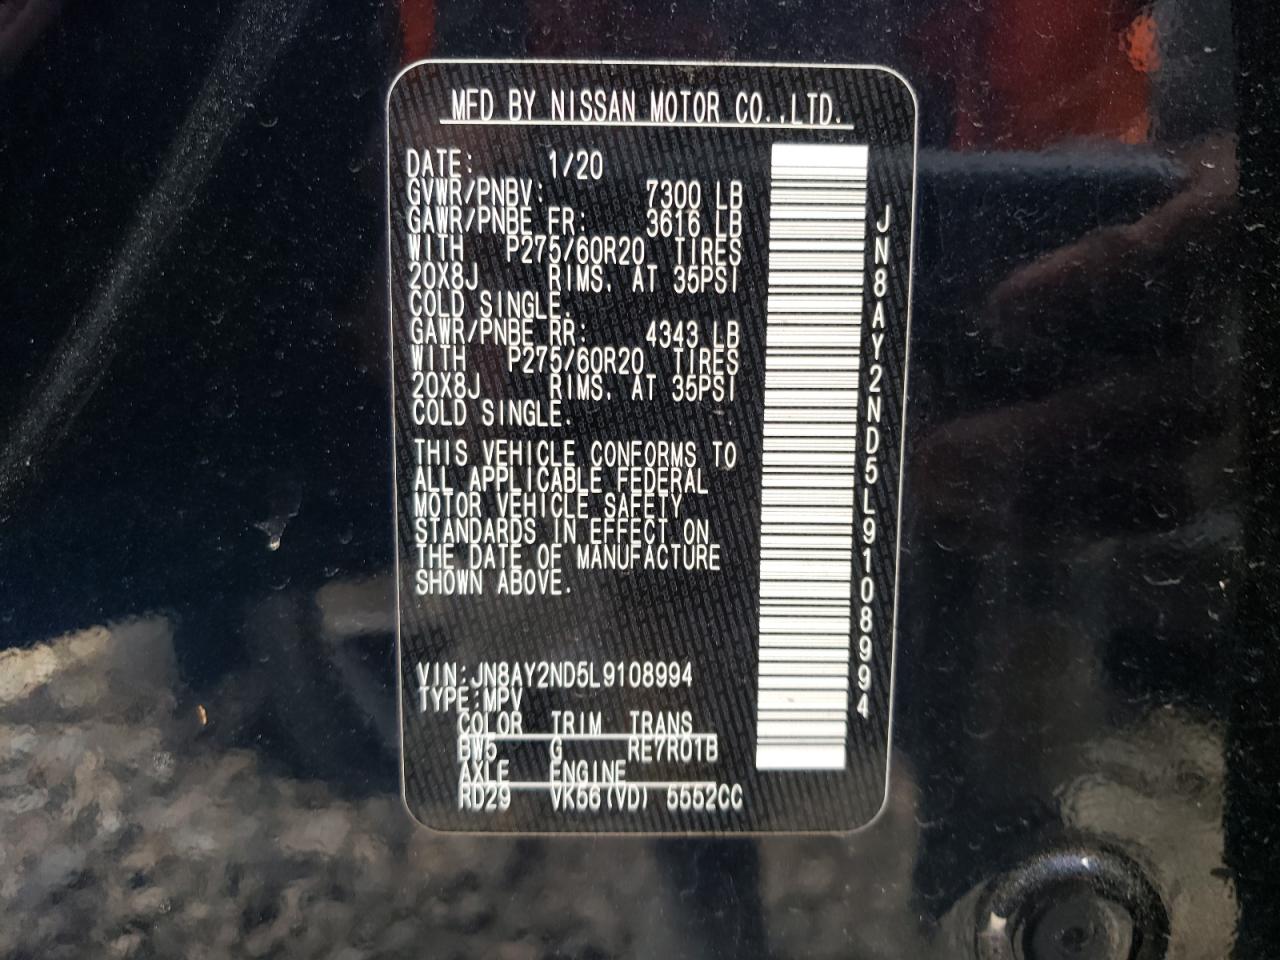 MFD BY NISSAN MOTOR CO.,LTD.
DATE: 1/20
GVWR/PNBV: 7300 LB
GAWR/PNBE FR: 3616 LB
WITH P275/60R20 TIRES
20X8J RIMS. AT 35PSI
COLD SINGLE.
GAWR/PNBE RR: 4343 LB
WITH P275/60R20 TIRES
20X8J RIMS. AT 35PSI
COLD SINGLE.
THIS VEHICLE CONFORMS TO
ALL APPLICABLE FEDERAL
MOTOR VEHICLE SAFETY
STANDARDS IN EFFECT ON
THE DATE OF MANUFACTURE
SHOWN ABOVE.
VIN:JN8AY2ND5L9108994
TYPE:MPV
COLOR TRIM TRANS
BW5 G RE7R01B
AXLE ENGINE
RD29 VK56(VD) 5552CC
JN8AY2ND5L9108994